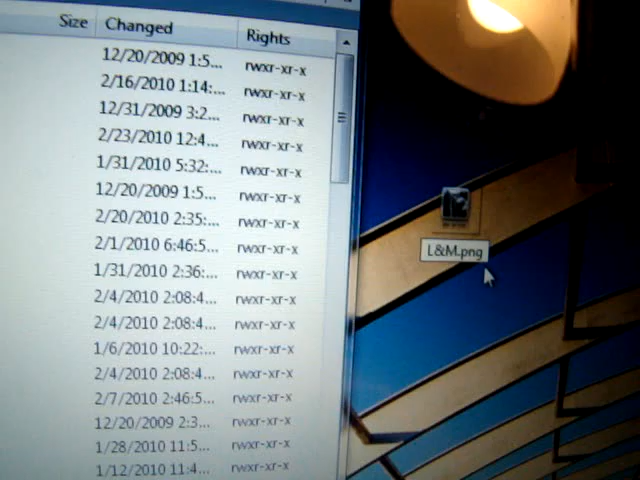 Size Changed Rights
12/20/2009 1:5... rwxr-xr-x
2/16/2010 1:14:... rwxr-xr-x
12/31/2009 3:2... rwxr-xr-x
2/23/2010 12:4... rwxr-xr-x
1/31/2010 5:32:... rwxr-xr-x
12/20/2009 1:5... rwxr-xr-x
2/20/2010 2:35:... rwxr-xr-x
2/1/2010 6:46:5... rwxr-xr-x
1/31/2010 2:36:... rwxr-xr-x
2/4/2010 2:08:4... rwxr-xr-x
2/4/2010 2:08:4... rwxr-xr-x
1/6/2010 10:22:... rwxr-xr-x
2/4/2010 2:08:4... rwxr-xr-x
2/7/2010 2:46:5... rwxr-xr-x
12/20/2009 2:3... rwxr-xr-x
1/28/2010 11:5... rwxr-xr-x
1/12/2010 11:4... rwxr-xr-x
L&M.png